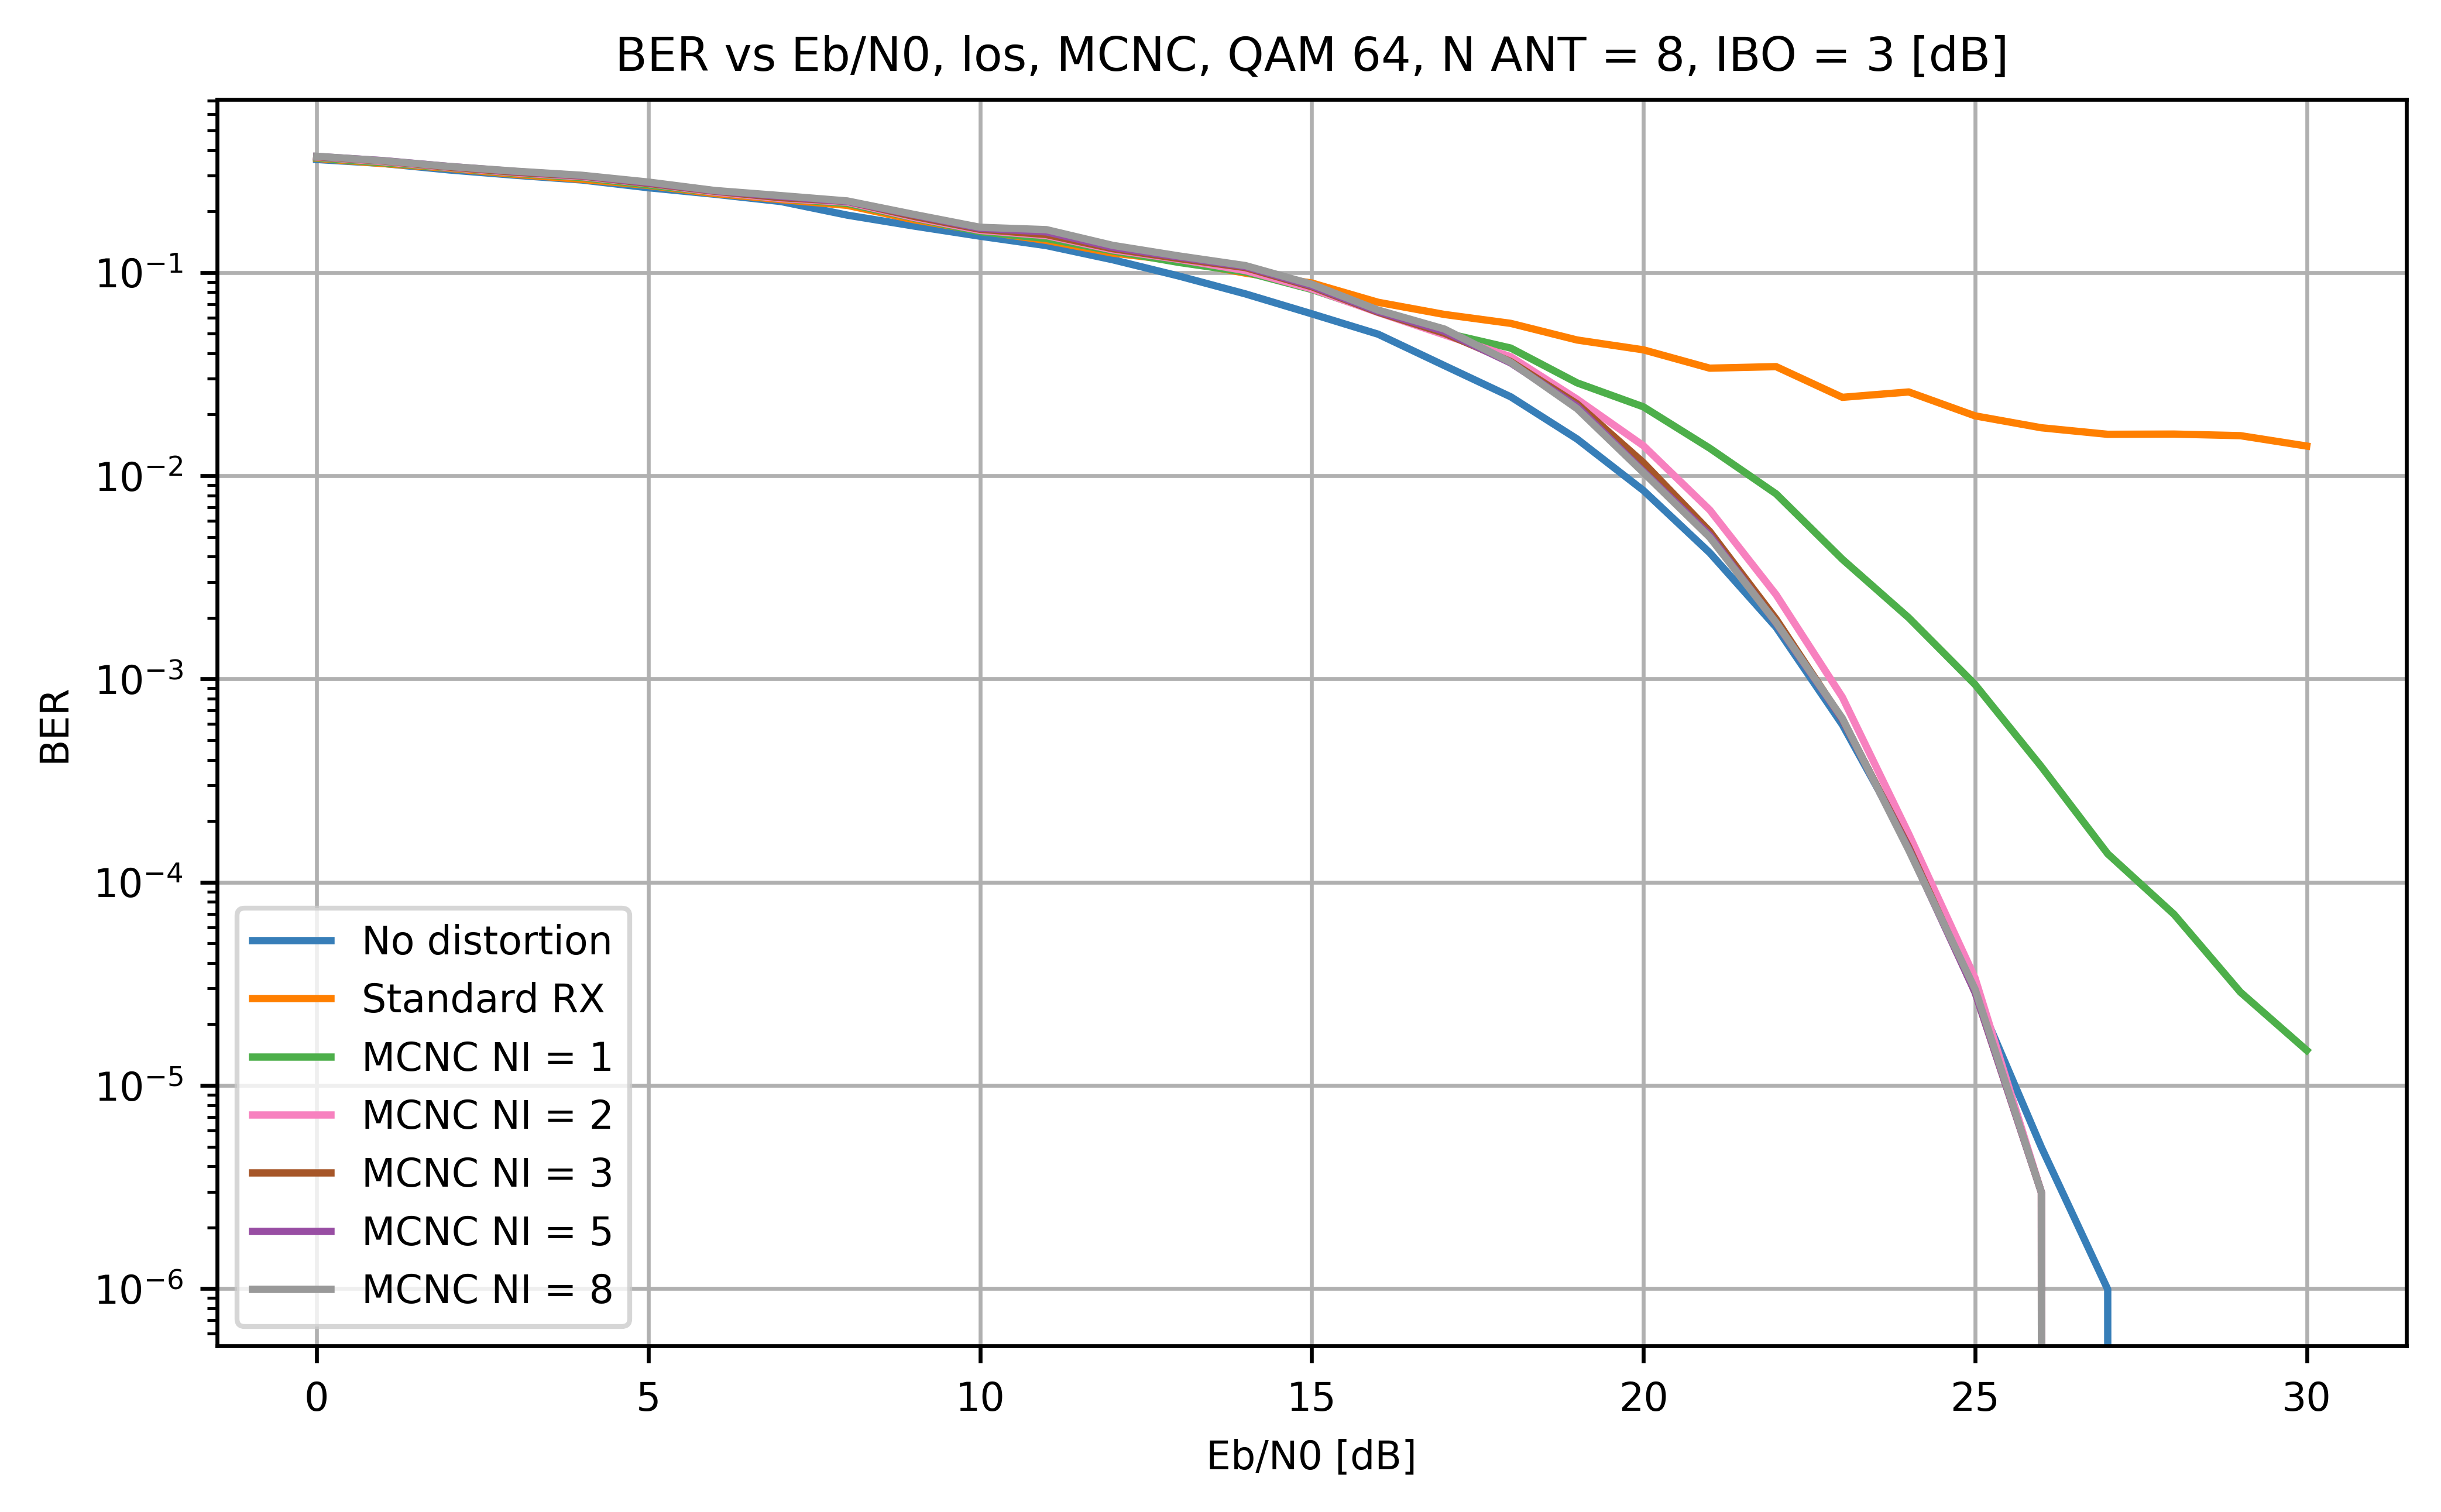 BER vs Eb/N0, los, MCNC, QAM 64, N ANT = 8, IBO = 3 [dB]
10⁻¹
10⁻²
10⁻³
10⁻⁴
10⁻⁵
10⁻⁶
BER
No distortion
Standard RX
MCNC NI = 1
MCNC NI = 2
MCNC NI = 3
MCNC NI = 5
MCNC NI = 8
0 5 10 15 20 25 30
Eb/N0 [dB]